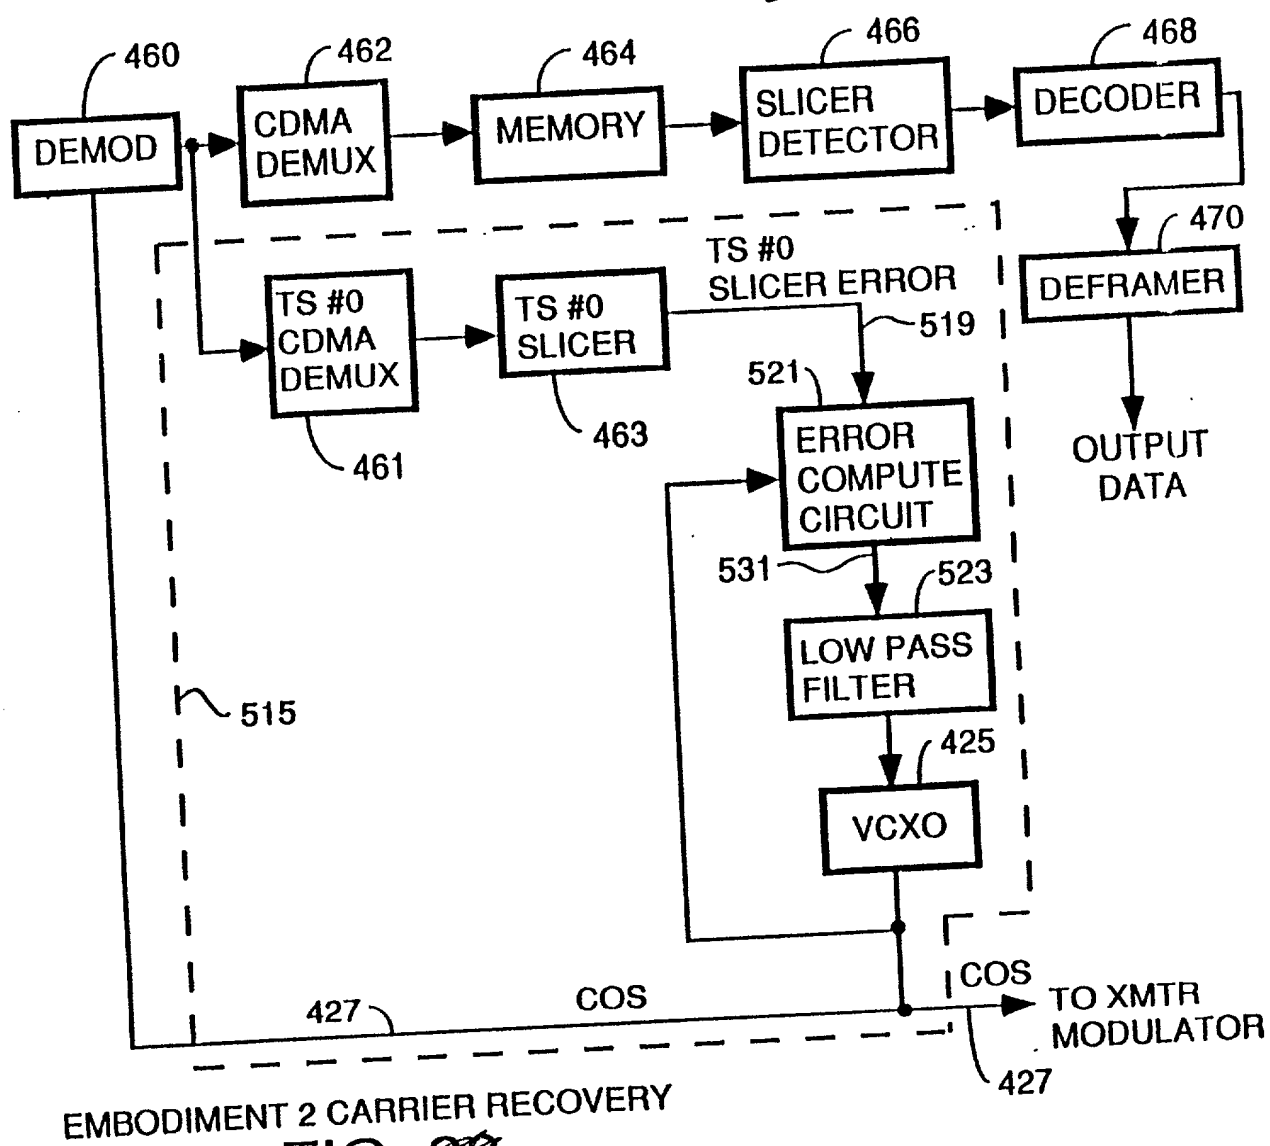 460
462
464
466
468
DEMOD
CDMA
DEMUX
MEMORY
SLICER
DETECTOR
DECODER
470
DEFRAMER
OUTPUT
DATA
TS #0
CDMA
DEMUX
461
TS #0
SLICER
463
TS #0
SLICER ERROR
519
521
ERROR
COMPUTE
CIRCUIT
531
523
LOW PASS
FILTER
515
425
VCXO
427
COS
COS
TO XMTR
MODULATOR
427
EMBODIMENT 2 CARRIER RECOVERY
FIG.